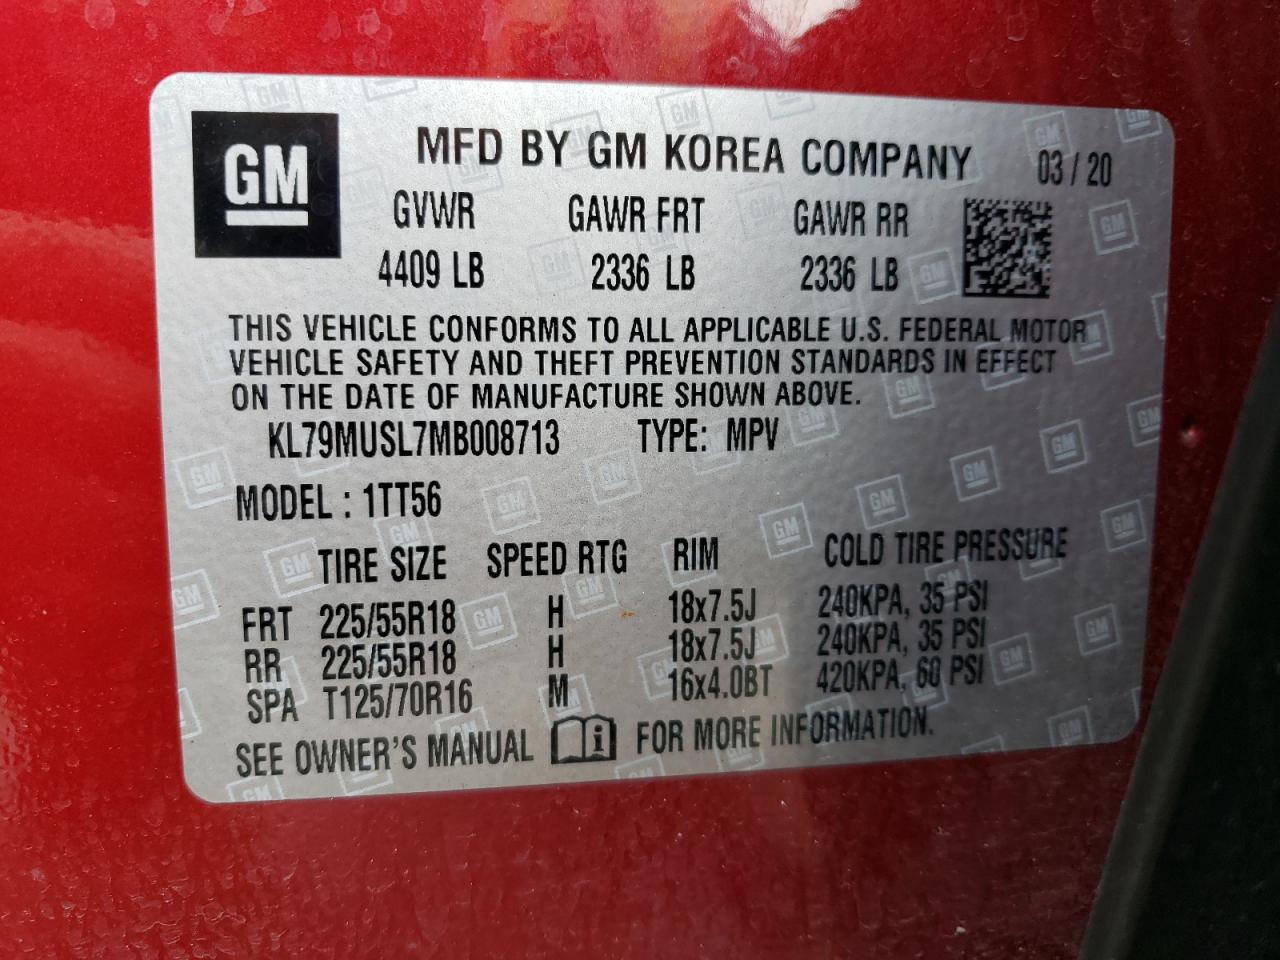 GM
MFD BY GM KOREA COMPANY 03 / 20
GVWR GAWR FRT GAWR RR
4409 LB 2336 LB 2336 LB
THIS VEHICLE CONFORMS TO ALL APPLICABLE U.S. FEDERAL MOTOR
VEHICLE SAFETY AND THEFT PREVENTION STANDARDS IN EFFECT
ON THE DATE OF MANUFACTURE SHOWN ABOVE.
KL79MUSL7MB008713 TYPE: MPV
MODEL : 1TT56
TIRE SIZE SPEED RTG RIM COLD TIRE PRESSURE
FRT 225/55R18 H 18x7.5J 240KPA, 35 PSI
RR 225/55R18 H 18x7.5J 240KPA, 35 PSI
SPA T125/70R16 M 16x4.0BT 420KPA, 60 PSI
SEE OWNER'S MANUAL i FOR MORE INFORMATION.